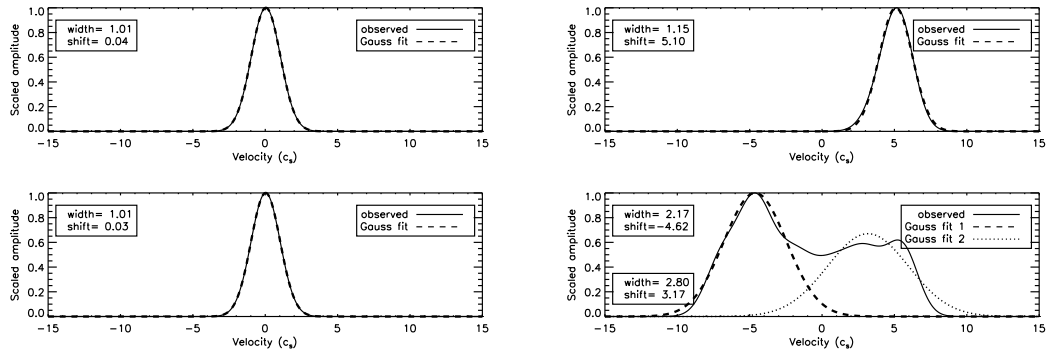 width= 1.01
shift= 0.04
observed
Gauss fit
Scaled amplitude
1.0
0.8
0.6
0.4
0.2
0.0
−15 −10 −5 0 5 10 15
Velocity (cs)
width= 1.15
shift= 5.10
observed
Gauss fit
Scaled amplitude
1.0
0.8
0.6
0.4
0.2
0.0
−15 −10 −5 0 5 10 15
Velocity (cs)
width= 1.01
shift= 0.03
observed
Gauss fit
Scaled amplitude
1.0
0.8
0.6
0.4
0.2
0.0
−15 −10 −5 0 5 10 15
Velocity (cs)
width= 2.17
shift=−4.62
observed
Gauss fit 1
Gauss fit 2
width= 2.80
shift= 3.17
Scaled amplitude
1.0
0.8
0.6
0.4
0.2
0.0
−15 −10 −5 0 5 10 15
Velocity (cs)